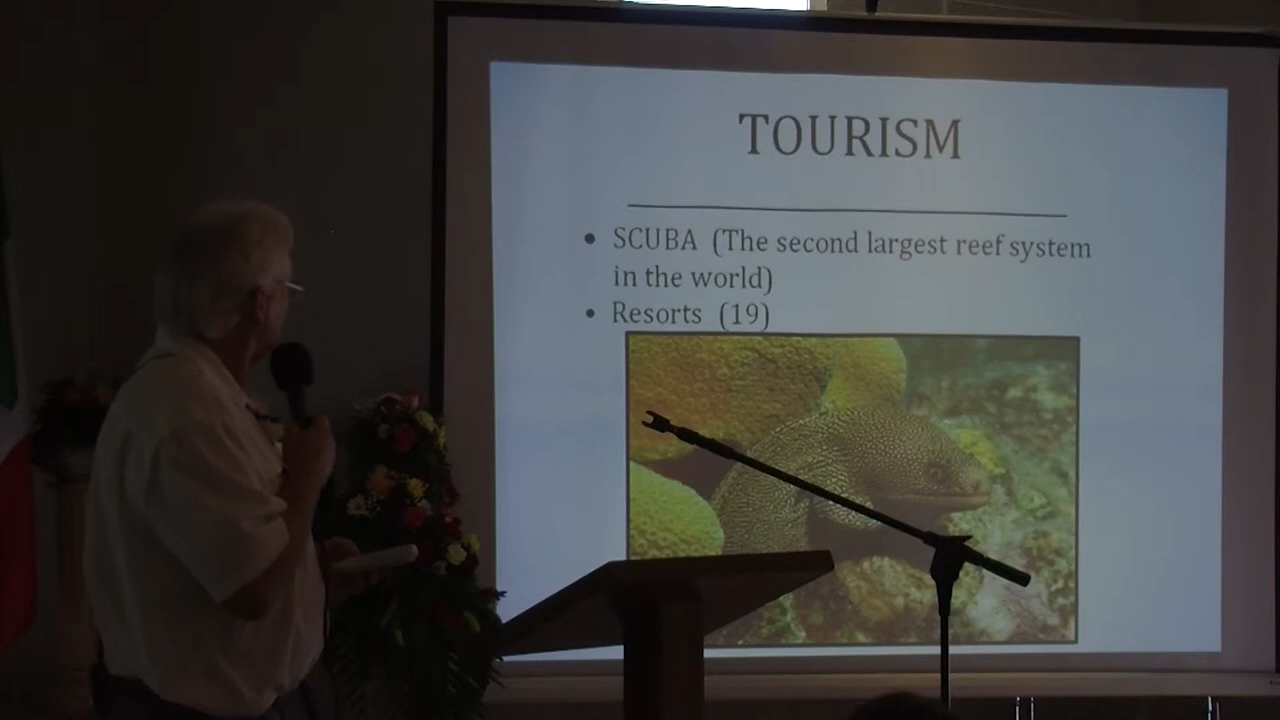 TOURISM
• SCUBA (The second largest reef system
in the world)
• Resorts (19)